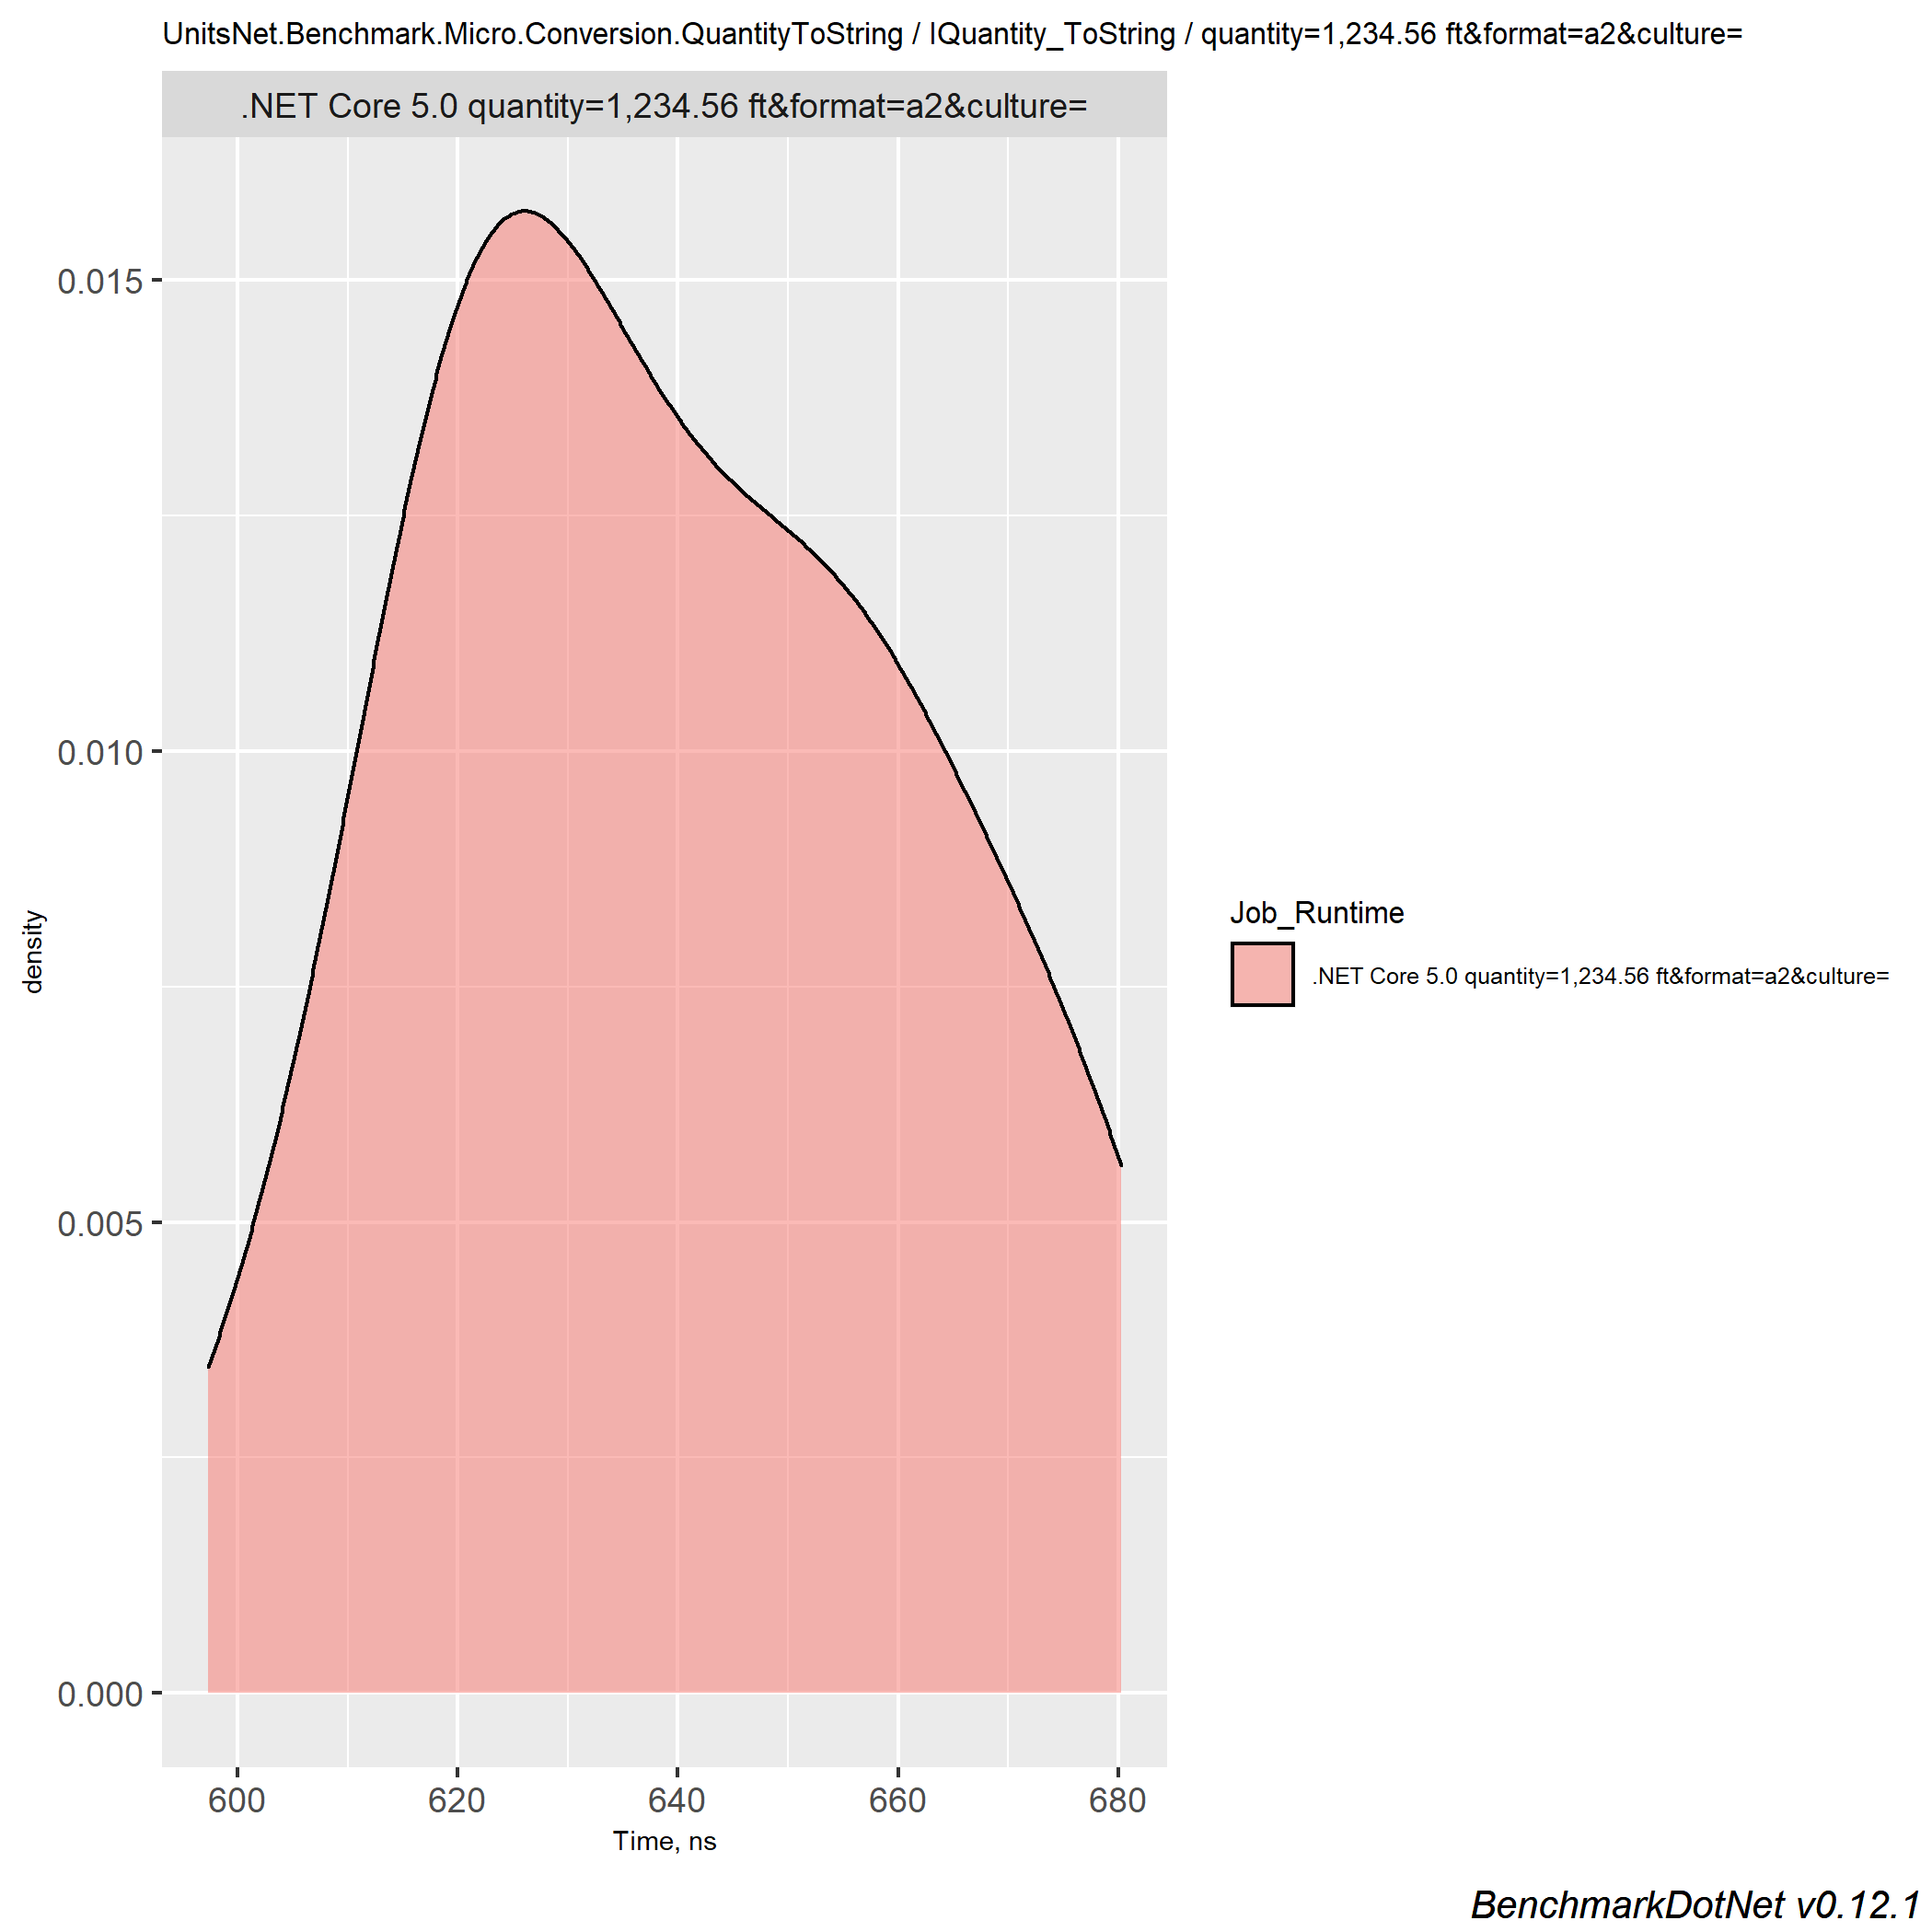 UnitsNet.Benchmark.Micro.Conversion.QuantityToString / IQuantity_ToString / quantity=1,234.56 ft&format=a2&culture=
.NET Core 5.0 quantity=1,234.56 ft&format=a2&culture=
0.015
0.010
0.005
0.000
density
600 620 640 660 680
Time, ns
Job_Runtime
.NET Core 5.0 quantity=1,234.56 ft&format=a2&culture=
BenchmarkDotNet v0.12.1